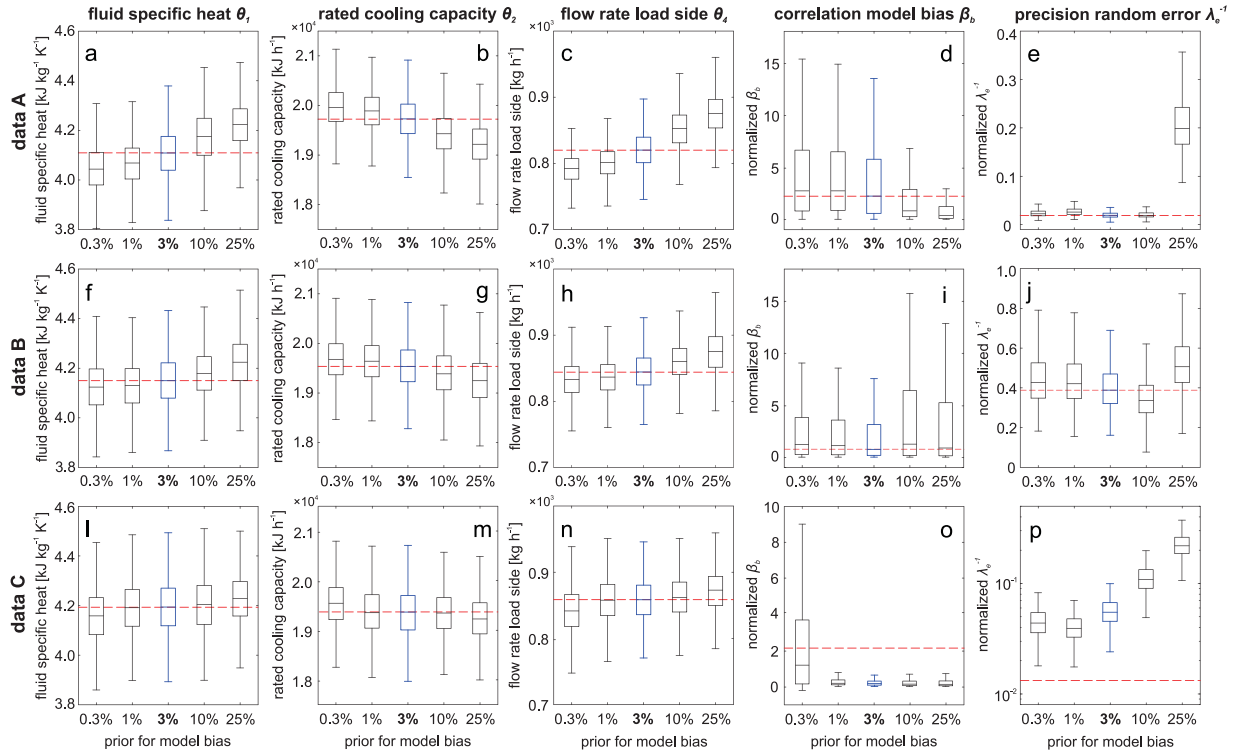 fluid specific heat θ₁
rated cooling capacity θ₂
flow rate load side θ₄
correlation model bias βb
precision random error λe⁻¹
data A
a
fluid specific heat [kJ kg⁻¹ K⁻¹]
4.6
4.4
4.2
4.0
3.8
0.3% 1% 3% 10% 25%
b
rated cooling capacity [kJ h⁻¹]
×10⁴
2.1
2.0
1.9
1.8
0.3% 1% 3% 10% 25%
c
flow rate load side [kg h⁻¹]
×10³
1.0
0.9
0.8
0.7
0.3% 1% 3% 10% 25%
d
normalized βb
15
10
5
0
0.3% 1% 3% 10% 25%
e
normalized λe⁻¹
0.4
0.3
0.2
0.1
0
0.3% 1% 3% 10% 25%
data B
f
fluid specific heat [kJ kg⁻¹ K⁻¹]
4.6
4.4
4.2
4.0
3.8
0.3% 1% 3% 10% 25%
g
rated cooling capacity [kJ h⁻¹]
×10⁴
2.1
2.0
1.9
1.8
0.3% 1% 3% 10% 25%
h
flow rate load side [kg h⁻¹]
×10³
1.0
0.9
0.8
0.7
0.3% 1% 3% 10% 25%
i
normalized βb
15
10
5
0
0.3% 1% 3% 10% 25%
j
normalized λe⁻¹
1.0
0.8
0.6
0.4
0.2
0
0.3% 1% 3% 10% 25%
data C
l
fluid specific heat [kJ kg⁻¹ K⁻¹]
4.6
4.4
4.2
4.0
3.8
0.3% 1% 3% 10% 25%
prior for model bias
m
rated cooling capacity [kJ h⁻¹]
×10⁴
2.1
2.0
1.9
1.8
0.3% 1% 3% 10% 25%
prior for model bias
n
flow rate load side [kg h⁻¹]
×10³
1.0
0.9
0.8
0.7
0.3% 1% 3% 10% 25%
prior for model bias
o
normalized βb
10
8
6
4
2
0
0.3% 1% 3% 10% 25%
prior for model bias
p
normalized λe⁻¹
10⁻¹
10⁻²
0.3% 1% 3% 10% 25%
prior for model bias